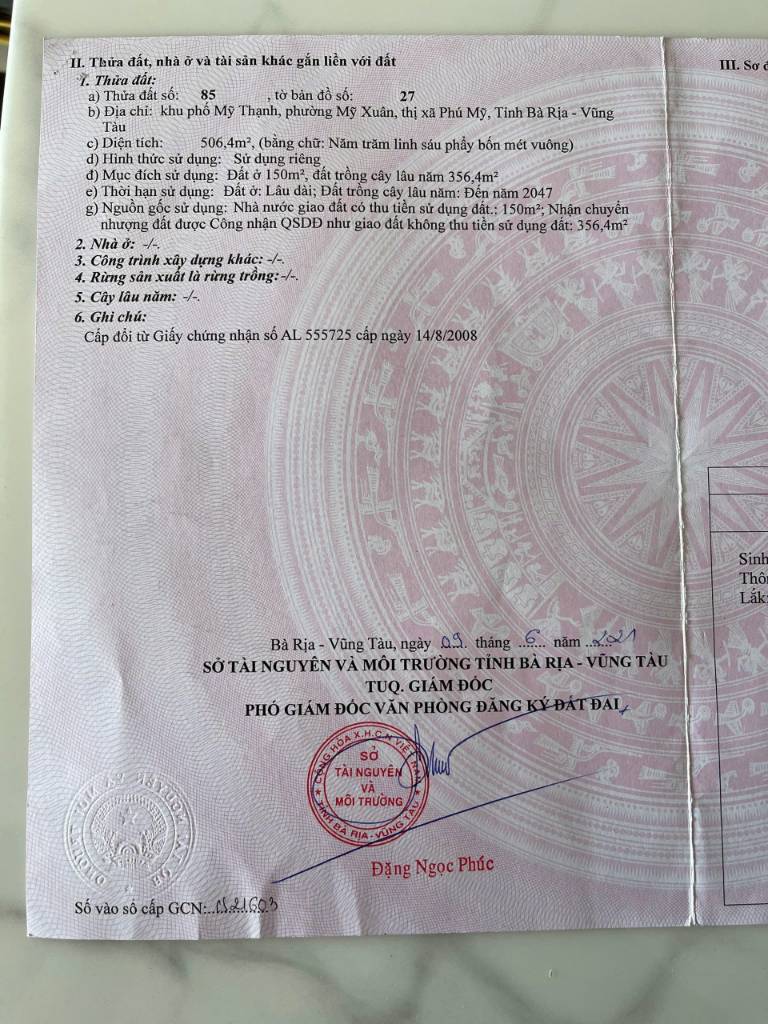 II. Thửa đất, nhà ở và tài sản khác gắn liền với đất
1. Thửa đất:
a) Thửa đất số: 85 , tờ bản đồ số: 27
b) Địa chỉ: khu phố Mỹ Thạnh, phường Mỹ Xuân, thị xã Phú Mỹ, Tỉnh Bà Rịa - Vũng
Tàu
c) Diện tích: 506,4m², (bằng chữ: Năm trăm linh sáu phẩy bốn mét vuông)
d) Hình thức sử dụng: Sử dụng riêng
đ) Mục đích sử dụng: Đất ở 150m², đất trồng cây lâu năm 356,4m²
e) Thời hạn sử dụng: Đất ở: Lâu dài; Đất trồng cây lâu năm: Đến năm 2047
g) Nguồn gốc sử dụng: Nhà nước giao đất có thu tiền sử dụng đất.: 150m²; Nhận chuyển
nhượng đất được Công nhận QSDĐ như giao đất không thu tiền sử dụng đất: 356,4m²
2. Nhà ở: -/-.
3. Công trình xây dựng khác: -/-.
4. Rừng sản xuất là rừng trồng: -/-.
5. Cây lâu năm: -/-.
6. Ghi chú:
Cấp đổi từ Giấy chứng nhận số AL 555725 cấp ngày 14/8/2008
III. Sơ đ
Sinh
Thôn
Lắk
Bà Rịa - Vũng Tàu, ngày 09 tháng 6 năm 2021
SỞ TÀI NGUYÊN VÀ MÔI TRƯỜNG TỈNH BÀ RỊA - VŨNG TÀU
TUQ. GIÁM ĐỐC
PHÓ GIÁM ĐỐC VĂN PHÒNG ĐĂNG KÝ ĐẤT ĐAI
CỘNG HÒA X.H.C.N VIỆT NAM
SỞ
TÀI NGUYÊN
VÀ
MÔI TRƯỜNG
TỈNH BÀ RỊA - VŨNG TÀU
Đặng Ngọc Phúc
Số vào sổ cấp GCN: CS21603